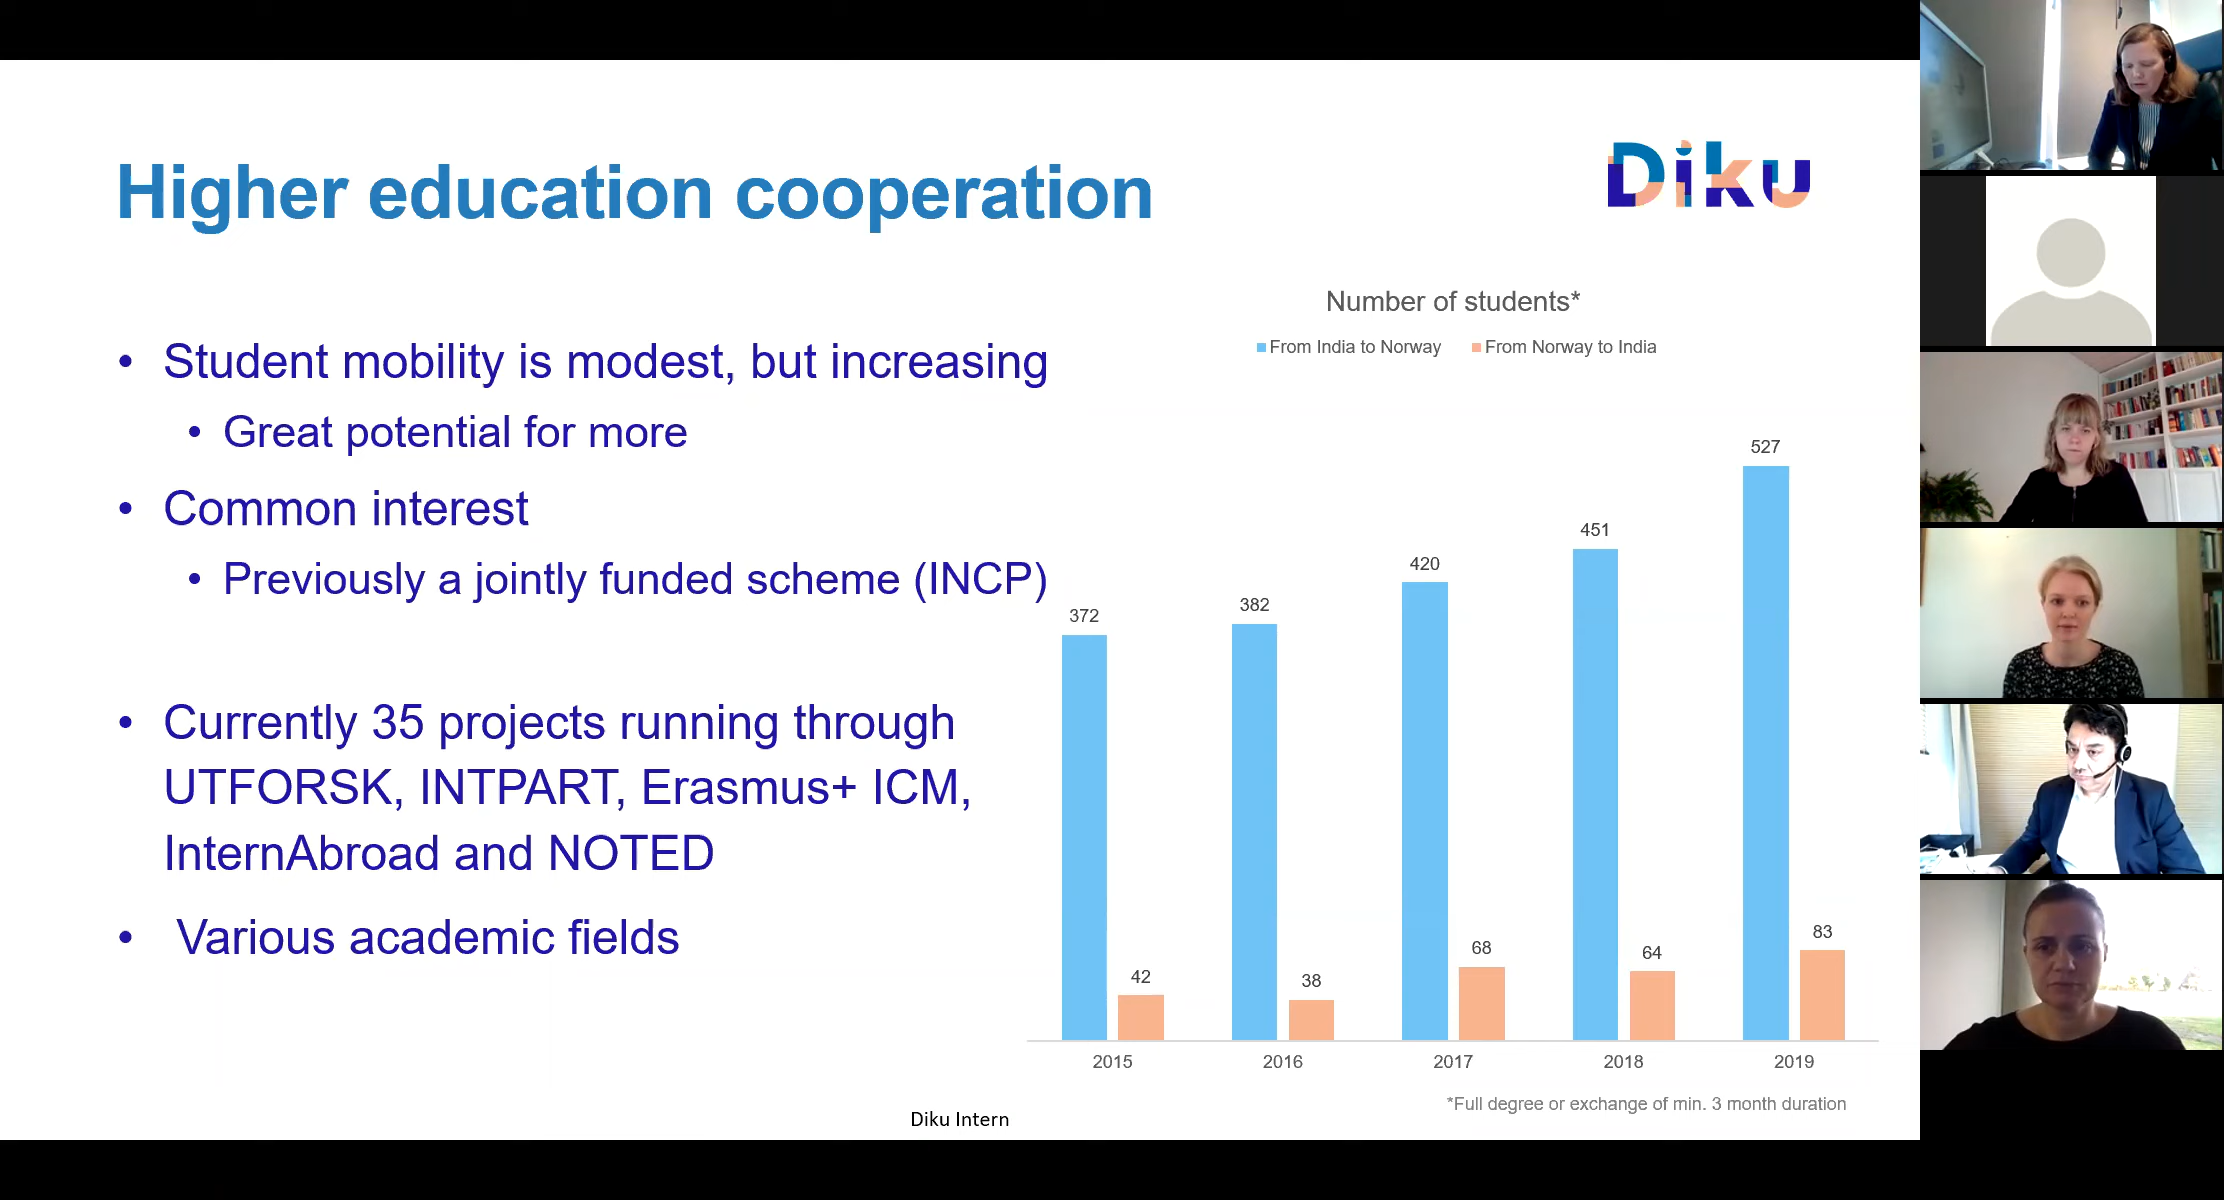 Higher education cooperation
Diku
• Student mobility is modest, but increasing
• Great potential for more
• Common interest
• Previously a jointly funded scheme (INCP)
• Currently 35 projects running through
UTFORSK, INTPART, Erasmus+ ICM,
InternAbroad and NOTED
• Various academic fields
Number of students*
From India to Norway From Norway to India
372 42
382 38
420 68
451 64
527 83
2015 2016 2017 2018 2019
*Full degree or exchange of min. 3 month duration
Diku Intern